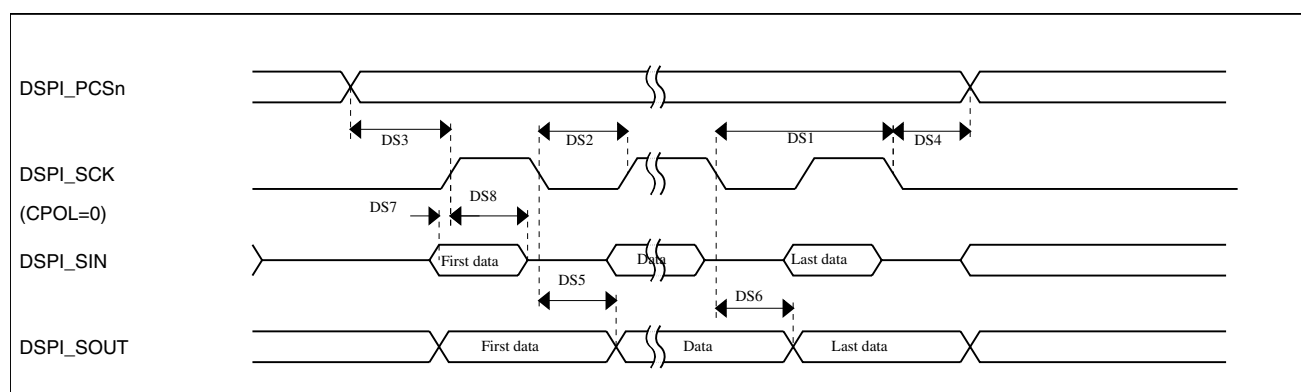 DSPI_PCSn
DS3 DS2 DS1 DS4
DSPI_SCK
DS7 DS8
(CPOL=0)
DSPI_SIN First data Data Last data
DS5 DS6
DSPI_SOUT First data Data Last data